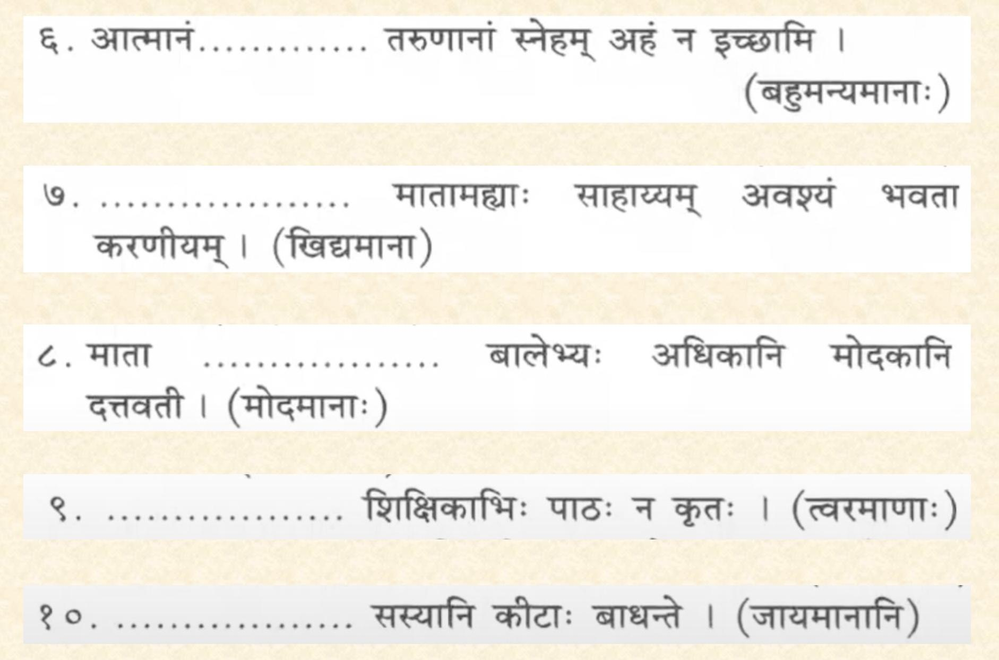 ६. आत्मानं............. तरुणानां स्नेहम् अहं न इच्छामि ।
(बहुमन्यमानाः)
७. ................... मातामह्याः साहाय्यम् अवश्यं भवता
करणीयम् । (खिद्यमाना)
८. माता .................. बालेभ्यः अधिकानि मोदकानि
दत्तवती । (मोदमानाः)
९. .................. शिक्षिकाभिः पाठः न कृतः । (त्वरमाणाः)
१०. .................. सस्यानि कीटाः बाधन्ते । (जायमानानि)